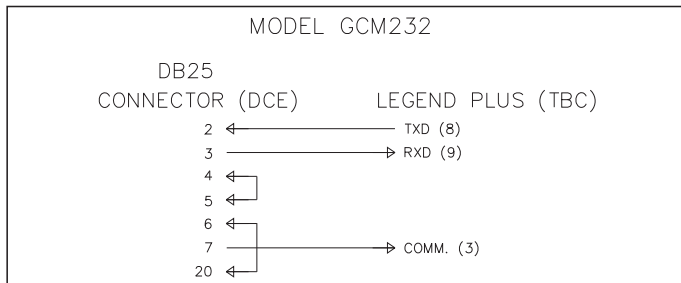 MODEL GCM232
DB25
CONNECTOR (DCE) LEGEND PLUS (TBC)
2 TXD (8)
3 RXD (9)
4
5
6
7 COMM. (3)
20